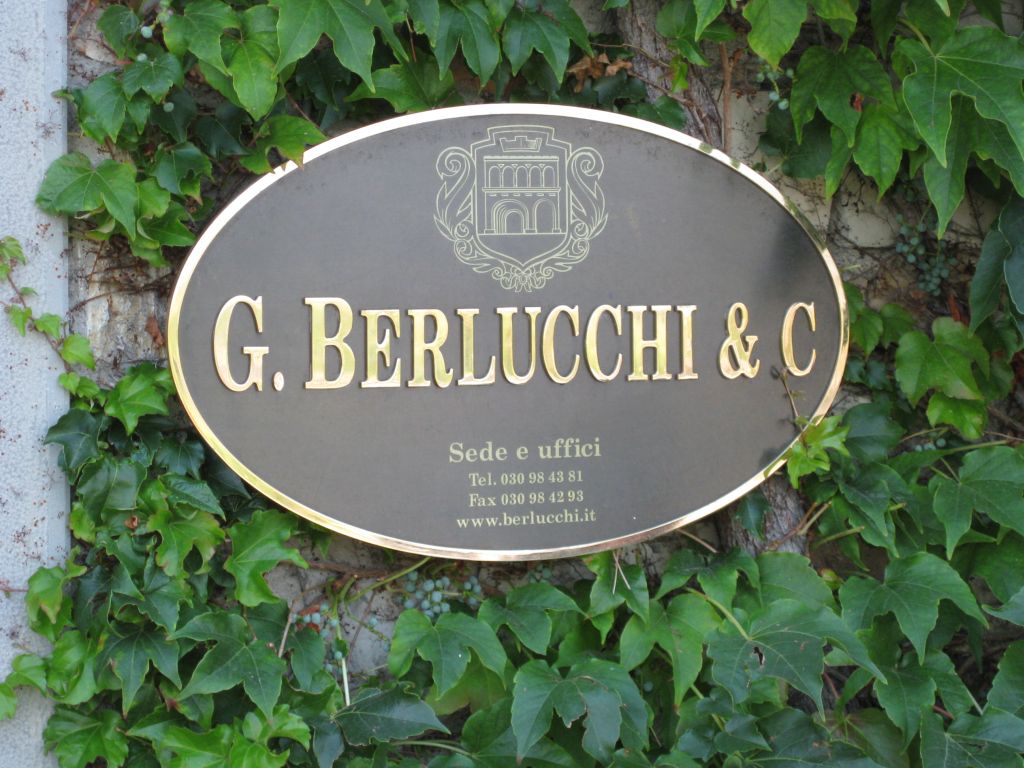 G. BERLUCCHI & C
Sede e uffici
Tel. 030 98 43 81
Fax 030 98 42 93
www.berlucchi.it